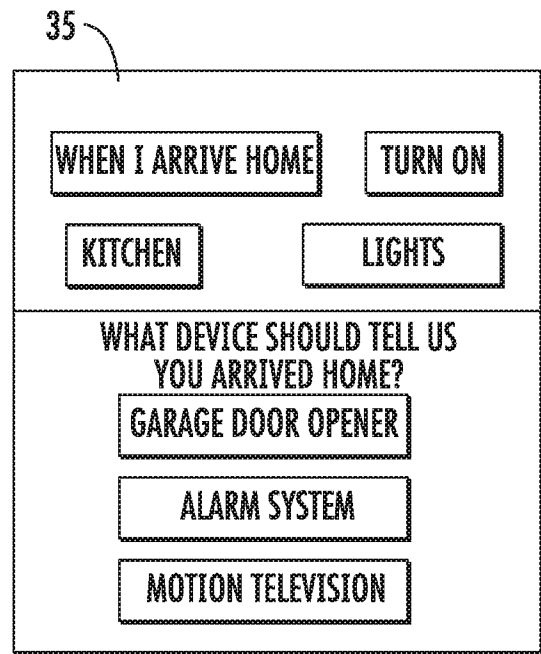 35
WHEN I ARRIVE HOME TURN ON
KITCHEN LIGHTS
WHAT DEVICE SHOULD TELL US
YOU ARRIVED HOME?
GARAGE DOOR OPENER
ALARM SYSTEM
MOTION TELEVISION